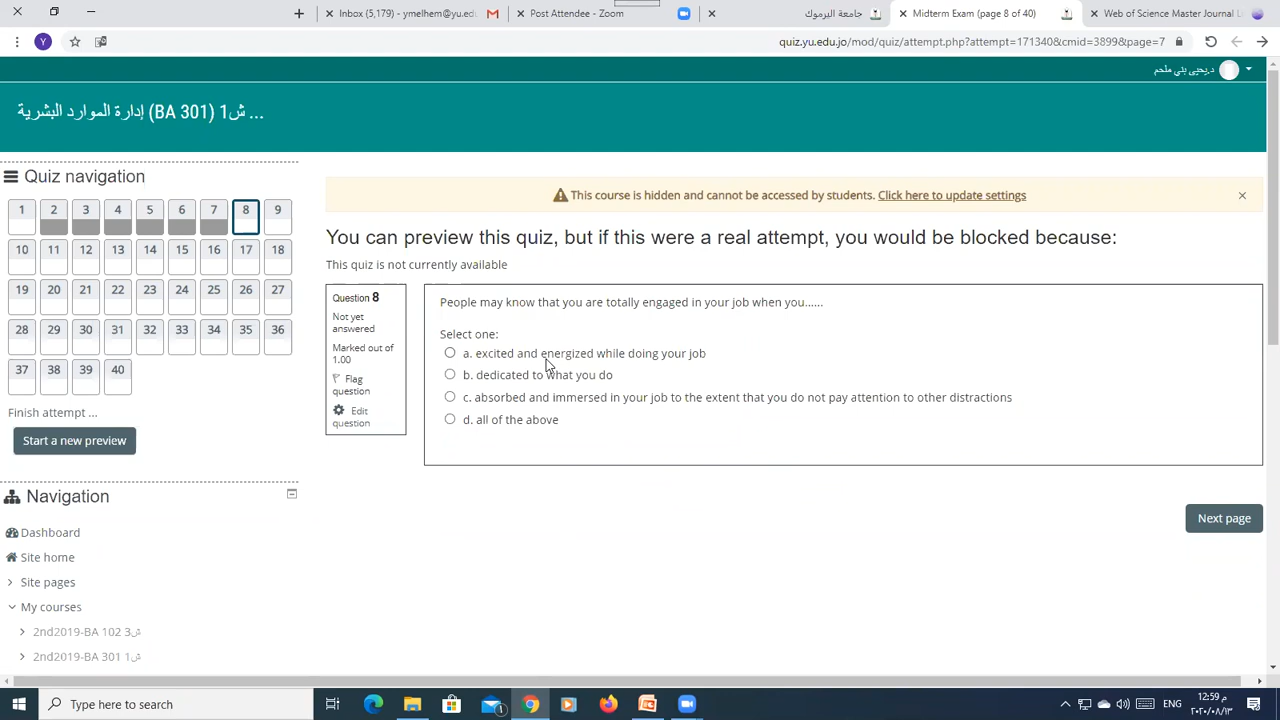 Inbox (5,179) - ymelhem@yu.edu
Post Attendee - Zoom
جامعة اليرموك
Midterm Exam (page 8 of 40)
Web of Science Master Journal L
Y
quiz.yu.edu.jo/mod/quiz/attempt.php?attempt=171340&cmid=3899&page=7
د.يحيى بني ملحم
إدارة الموارد البشرية (BA 301) ش1 ...
Quiz navigation
1 2 3 4 5 6 7 8 9
10 11 12 13 14 15 16 17 18
19 20 21 22 23 24 25 26 27
28 29 30 31 32 33 34 35 36
37 38 39 40
Finish attempt ...
Start a new preview
Navigation
Dashboard
Site home
Site pages
My courses
2nd2019-BA 102 ش3
2nd2019-BA 301 ش1
This course is hidden and cannot be accessed by students. Click here to update settings
You can preview this quiz, but if this were a real attempt, you would be blocked because:
This quiz is not currently available
Question 8
Not yet
answered
Marked out of
1.00
Flag
question
Edit
question
People may know that you are totally engaged in your job when you......
Select one:
a. excited and energized while doing your job
b. dedicated to what you do
c. absorbed and immersed in your job to the extent that you do not pay attention to other distractions
d. all of the above
Next page
Type here to search
ENG
12:59 م
٢٠٢٠/٠٨/١٣